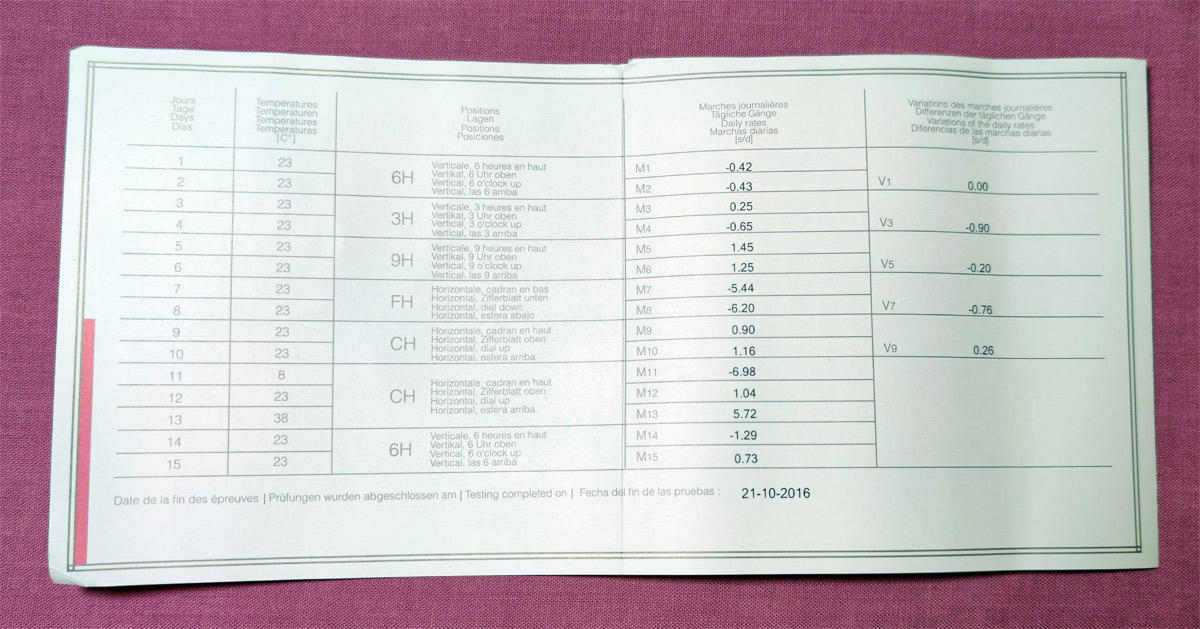 Jours
Tage
Days
Dias
Températures
Temperaturen
Temperatures
Temperaturas
[C°]
Positions
Lagen
Positions
Posiciones
Marches journalières
Tägliche Gänge
Daily rates
Marchas diarias
[s/d]
Variations des marches journalières
Differenzen der täglichen Gänge
Variations of the daily rates
Diferencias de las marchas diarias
[s/d]
1 23 M1 -0.42
2 23 M2 -0.43 V1 0.00
6H
Verticale, 6 heures en haut
Vertikal, 6 Uhr oben
Vertical, 6 o'clock up
Vertical, las 6 arriba
3 23 M3 0.25
4 23 M4 -0.65 V3 -0.90
3H
Verticale, 3 heures en haut
Vertikal, 3 Uhr oben
Vertical, 3 o'clock up
Vertical, las 3 arriba
5 23 M5 1.45
6 23 M6 1.25 V5 -0.20
9H
Verticale, 9 heures en haut
Vertikal, 9 Uhr oben
Vertical, 9 o'clock up
Vertical, las 9 arriba
7 23 M7 -5.44
8 23 M8 -6.20 V7 -0.76
FH
Horizontale, cadran en bas
Horizontal, Zifferblatt unten
Horizontal, dial down
Horizontal, esfera abajo
9 23 M9 0.90
10 23 M10 1.16 V9 0.26
CH
Horizontale, cadran en haut
Horizontal, Zifferblatt oben
Horizontal, dial up
Horizontal, esfera arriba
11 8 M11 -6.98
12 23 M12 1.04
13 38 M13 5.72
CH
Horizontale, cadran en haut
Horizontal, Zifferblatt oben
Horizontal, dial up
Horizontal, esfera arriba
14 23 M14 -1.29
15 23 M15 0.73
6H
Verticale, 6 heures en haut
Vertikal, 6 Uhr oben
Vertical, 6 o'clock up
Vertical, las 6 arriba
Date de la fin des épreuves | Prüfungen wurden abgeschlossen am | Testing completed on | Fecha del fin de las pruebas : 21-10-2016